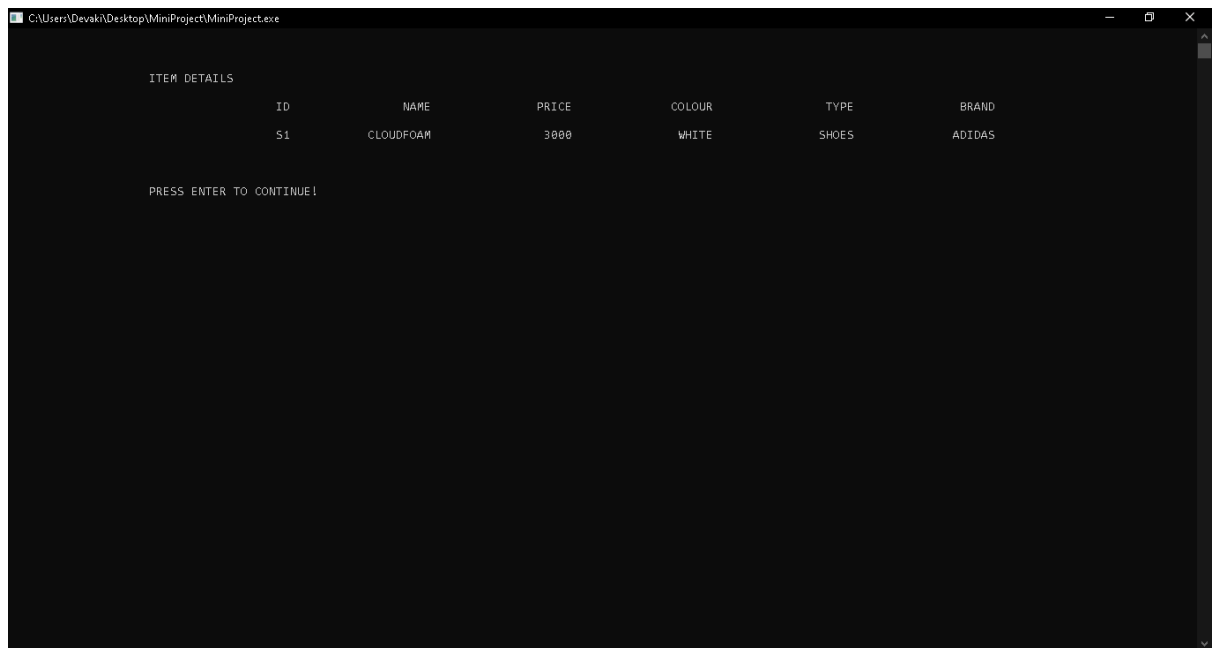 C:\Users\Devaki\Desktop\MiniProject\MiniProject.exe
ITEM DETAILS
ID NAME PRICE COLOUR TYPE BRAND
S1 CLOUDFOAM 3000 WHITE SHOES ADIDAS
PRESS ENTER TO CONTINUE!